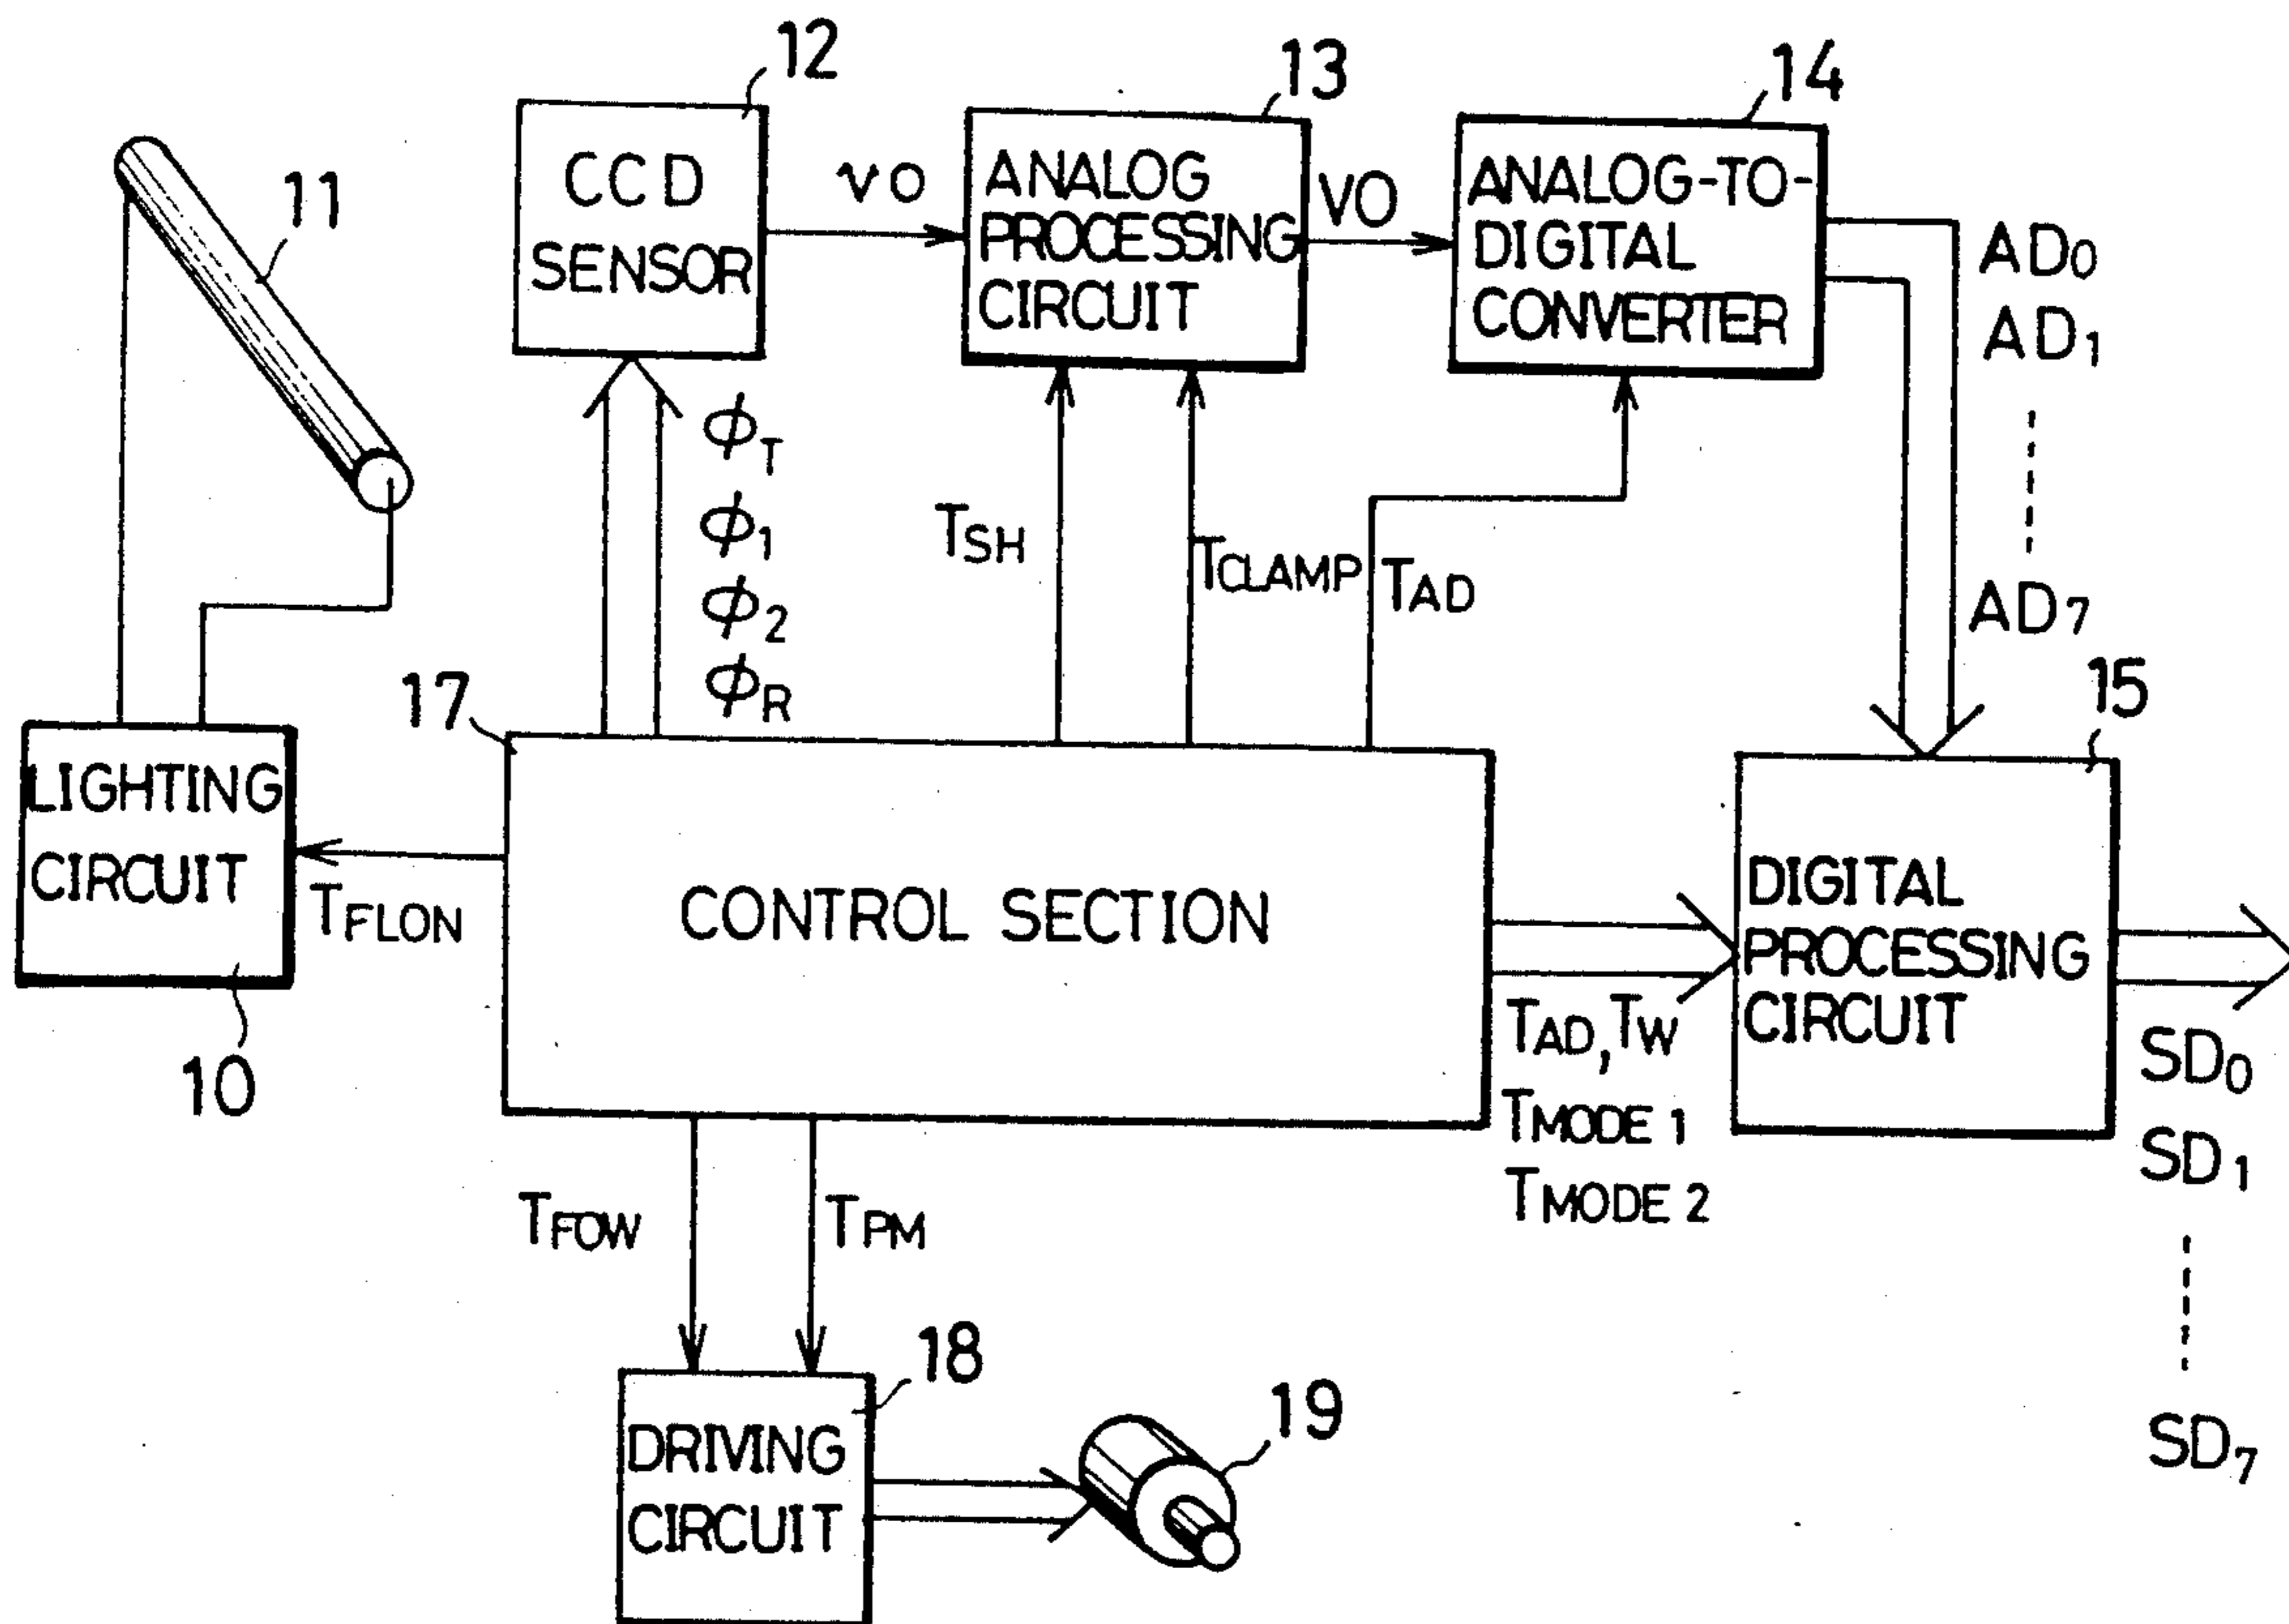 12
13
14
11
CCD
SENSOR
vo
ANALOG
PROCESSING
CIRCUIT
VO
ANALOG-TO-
DIGITAL
CONVERTER
AD0
AD1
AD7
ϕT
ϕ1
ϕ2
ϕR
TSH
TCLAMP
TAD
17
15
LIGHTING
CIRCUIT
10
TFLON
CONTROL SECTION
TAD, TW
TMODE 1
TMODE 2
DIGITAL
PROCESSING
CIRCUIT
SD0
SD1
SD7
TFOW
TPM
18
DRIVING
CIRCUIT
19